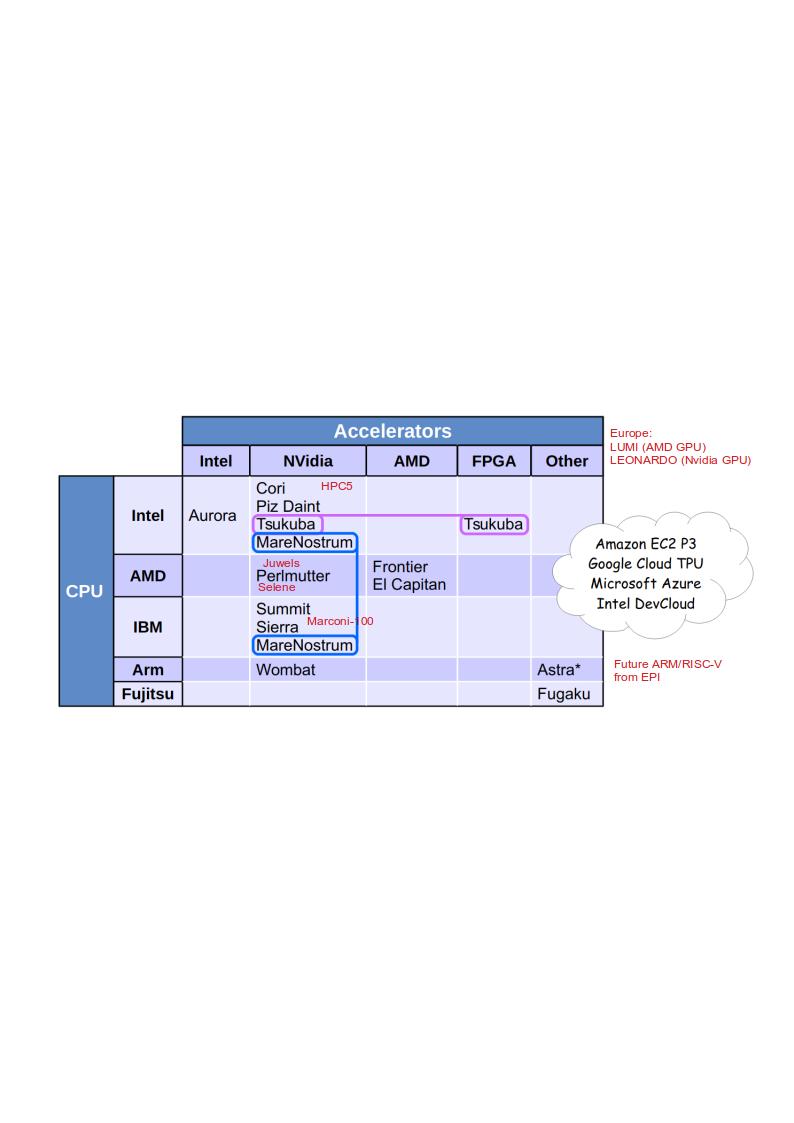 Accelerators
Intel NVidia AMD FPGA Other
Europe:
LUMI (AMD GPU)
LEONARDO (Nvidia GPU)
CPU
Intel
Aurora
Cori HPC5
Piz Daint
Tsukuba Tsukuba
MareNostrum
AMD
Juwels
Perlmutter
Selene
Frontier
El Capitan
Amazon EC2 P3
Google Cloud TPU
Microsoft Azure
Intel DevCloud
IBM
Summit
Sierra Marconi-100
MareNostrum
Arm Wombat Astra*
Future ARM/RISC-V
from EPI
Fujitsu Fugaku